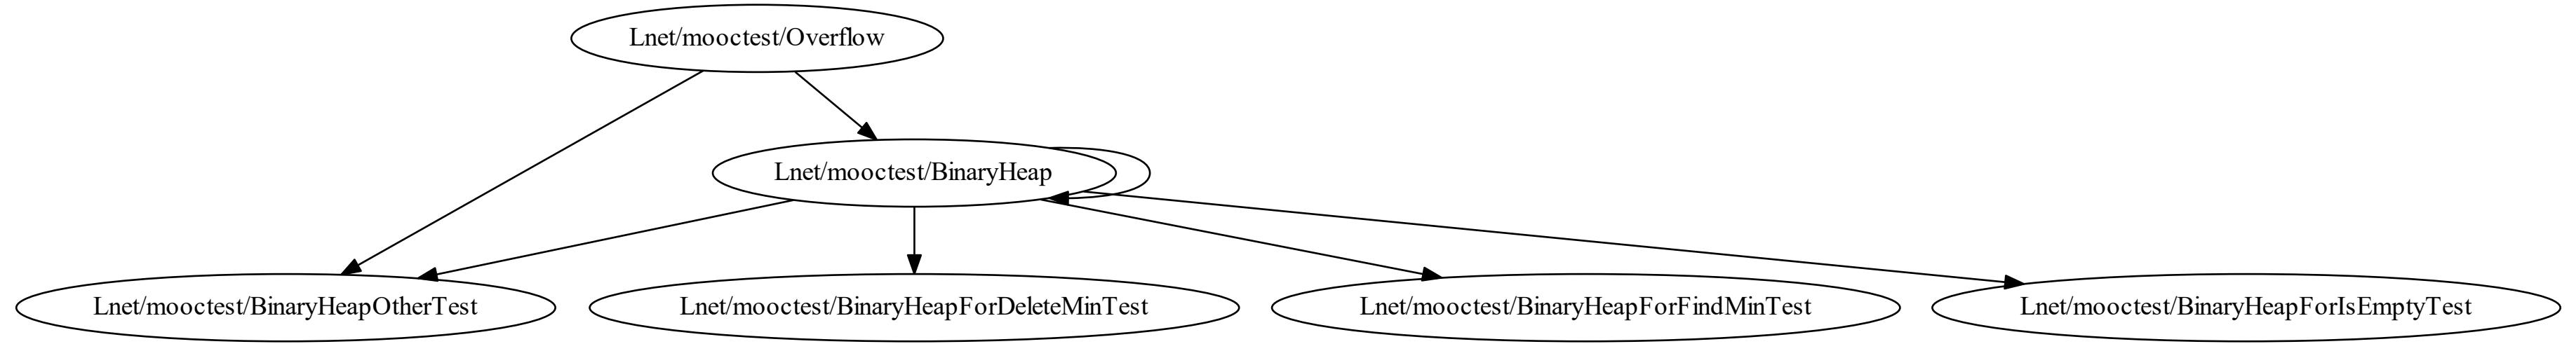 Lnet/mooctest/Overflow
Lnet/mooctest/BinaryHeap
Lnet/mooctest/BinaryHeapOtherTest
Lnet/mooctest/BinaryHeapForDeleteMinTest
Lnet/mooctest/BinaryHeapForFindMinTest
Lnet/mooctest/BinaryHeapForIsEmptyTest